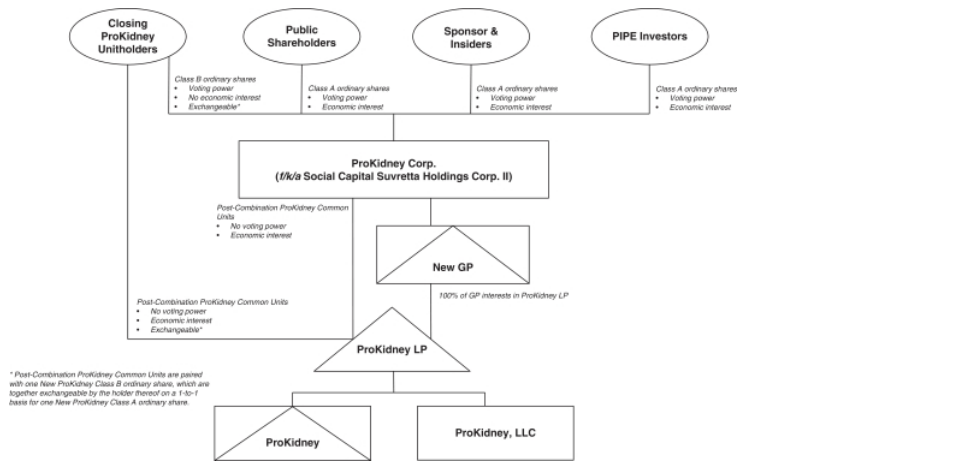 Closing
ProKidney
Unitholders
Public
Shareholders
Sponsor &
Insiders
PIPE Investors
Class B ordinary shares
• Voting power
• No economic interest
• Exchangeable*
Class A ordinary shares
• Voting power
• Economic interest
Class A ordinary shares
• Voting power
• Economic interest
Class A ordinary shares
• Voting power
• Economic interest
ProKidney Corp.
(f/k/a Social Capital Suvretta Holdings Corp. II)
Post-Combination ProKidney Common
Units
• No voting power
• Economic interest
New GP
100% of GP interests in ProKidney LP
Post-Combination ProKidney Common Units
• No voting power
• Economic interest
• Exchangeable*
ProKidney LP
* Post-Combination ProKidney Common Units are paired
with one New ProKidney Class B ordinary share, which are
together exchangeable by the holder thereof on a 1-to-1
basis for one New ProKidney Class A ordinary share.
ProKidney
ProKidney, LLC